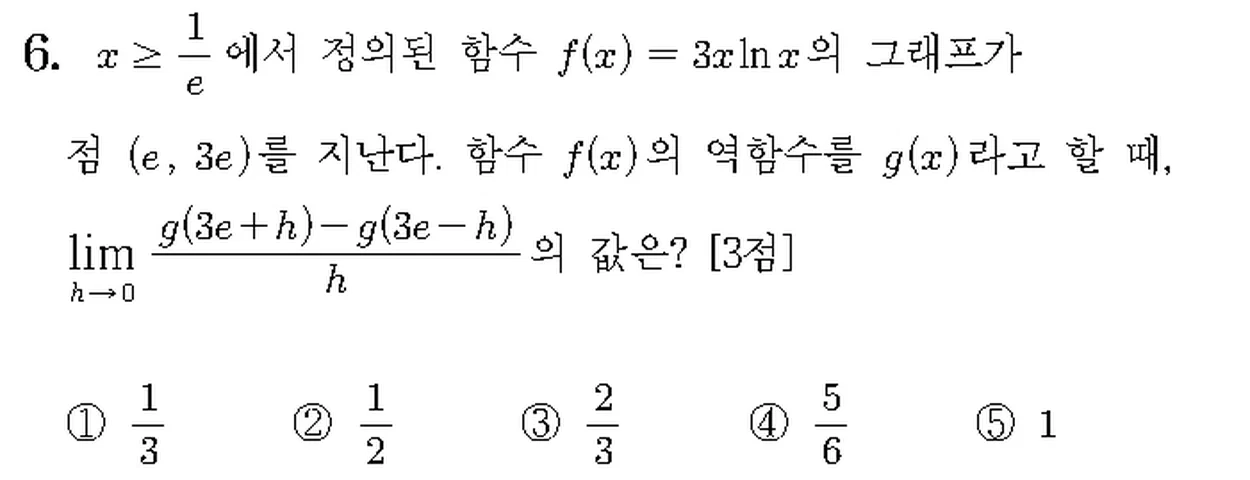 6. x ≥ 1/e 에서 정의된 함수 f(x) = 3x ln x의 그래프가
점 (e, 3e)를 지난다. 함수 f(x)의 역함수를 g(x)라고 할 때,
lim_{h→0} (g(3e+h)−g(3e−h))/h 의 값은? [3점]
① 1/3 ② 1/2 ③ 2/3 ④ 5/6 ⑤ 1